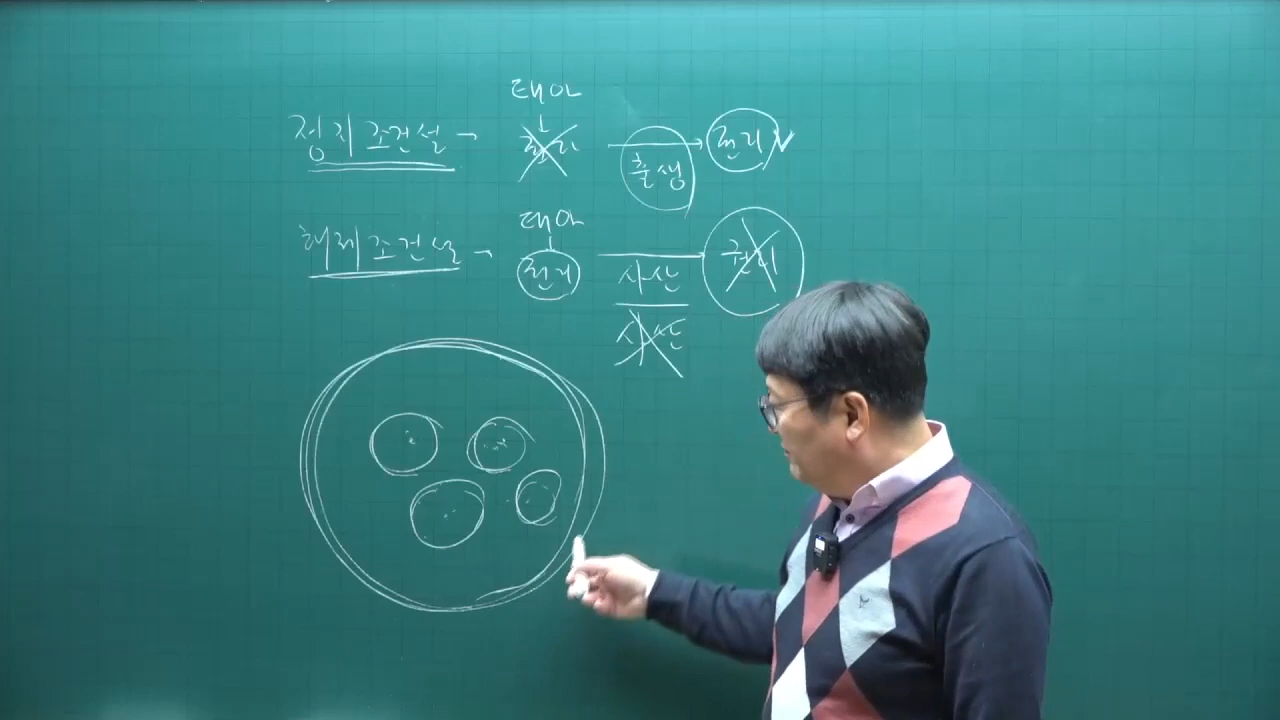 태아
정지조건설 → 권리 출생 권리
태아
해제조건설 → 권리 사산 권리
사산